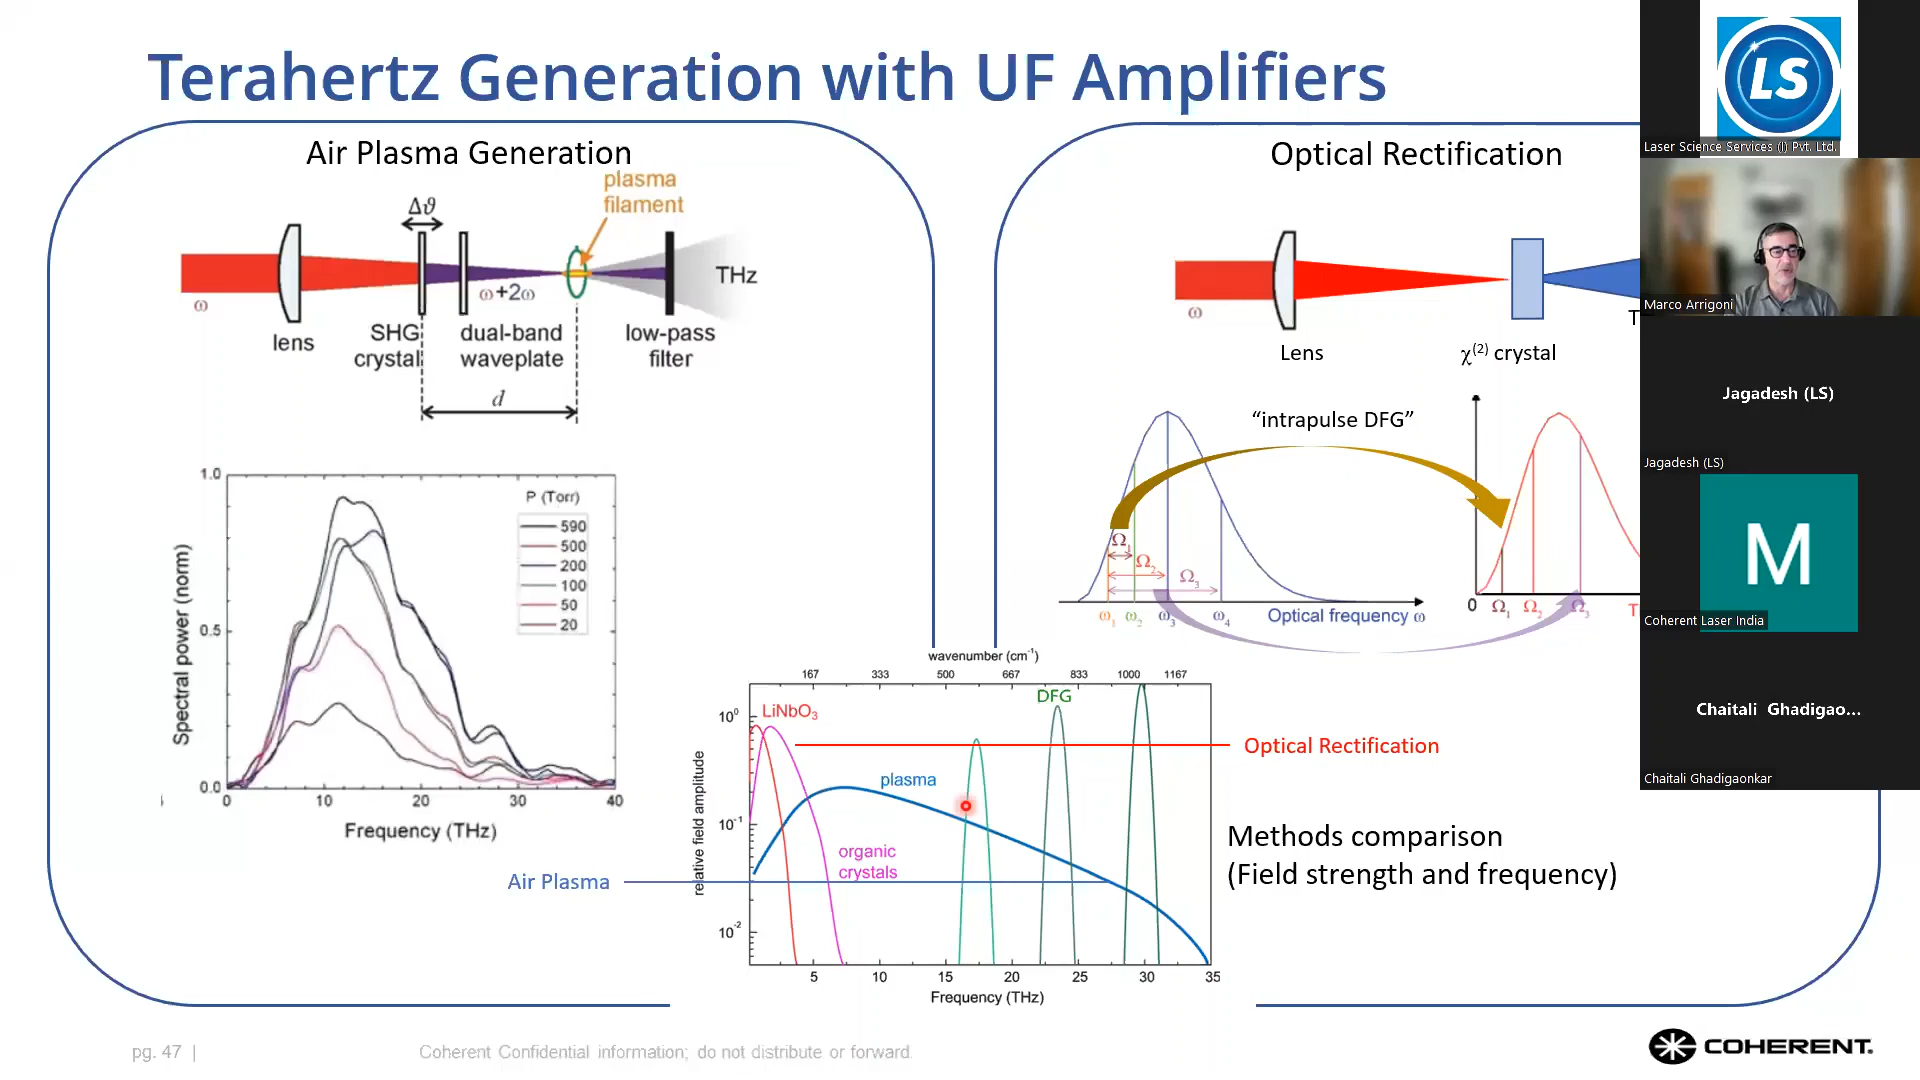 Terahertz Generation with UF Amplifiers
Air Plasma Generation
plasma
filament
Δϑ
ω
ω+2ω
THz
lens
SHG
crystal
dual-band
waveplate
low-pass
filter
d
Spectral power (norm)
1.0
0.5
0.0
P (Torr)
590
500
200
100
50
20
0
10
20
30
40
Frequency (THz)
Optical Rectification
ω
Lens
χ(2) crystal
T
“intrapulse DFG”
Ω1
Ω2
Ω3
ω1 ω2 ω3 ω4
Optical frequency ω
0 Ω1 Ω2 Ω3 T
wavenumber (cm-1)
167 333 500 667 833 1000 1167
relative field amplitude
10^0
10^-1
10^-2
LiNbO3
DFG
plasma
organic
crystals
5 10 15 20 25 30 35
Frequency (THz)
Optical Rectification
Air Plasma
Methods comparison
(Field strength and frequency)
pg. 47 |
Coherent Confidential information; do not distribute or forward.
COHERENT.
LS
Laser Science Services (I) Pvt. Ltd.
Marco Arrigoni
Jagadesh (LS)
Jagadesh (LS)
M
Coherent Laser India
Chaitali Ghadigao...
Chaitali Ghadigaonkar